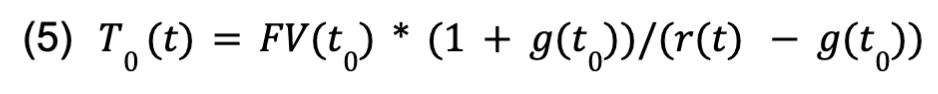 (5) T₀(t) = FV(t₀) * (1 + g(t₀))/(r(t) − g(t₀))